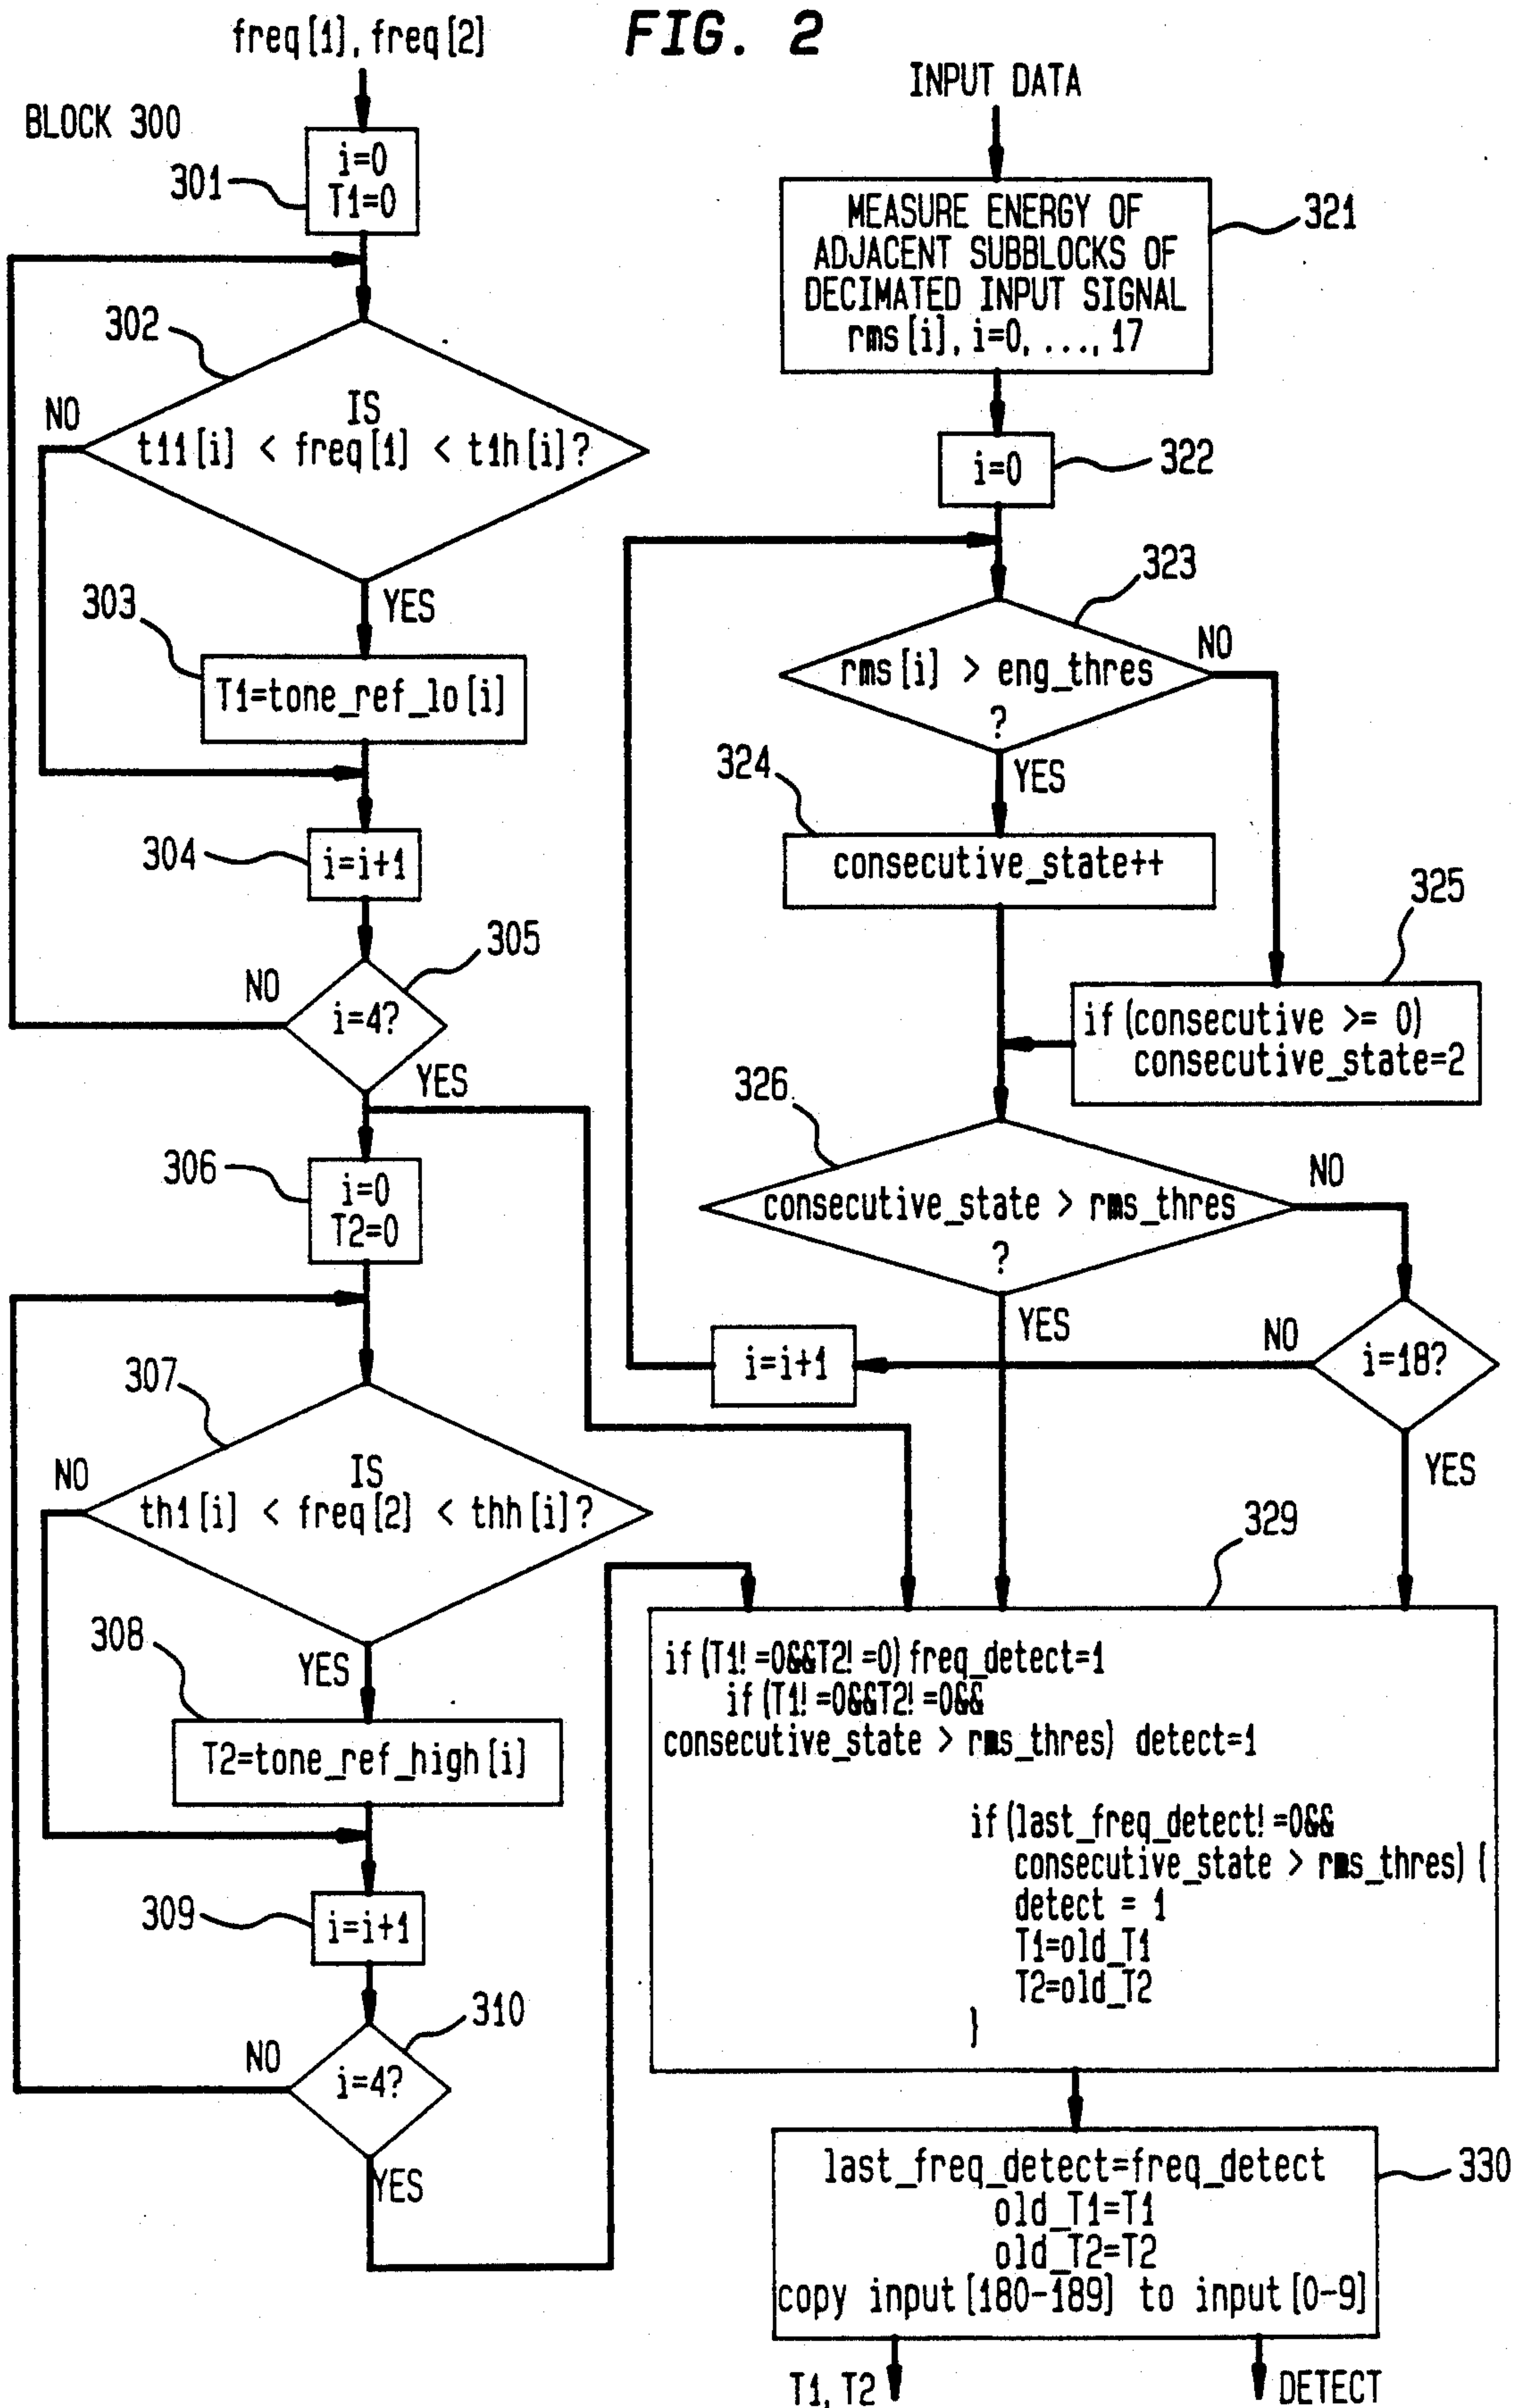 FIG. 2
freq[1], freq[2]
BLOCK 300
301
i=0
T1=0
302
NO
IS
t11[i] < freq[1] < t1h[i]?
YES
303
T1=tone_ref_lo[i]
304
i=i+1
305
NO
i=4?
YES
306
i=0
T2=0
307
NO
IS
th1[i] < freq[2] < thh[i]?
308
YES
T2=tone_ref_high[i]
309
i=i+1
310
NO
i=4?
YES
INPUT DATA
MEASURE ENERGY OF
ADJACENT SUBBLOCKS OF
DECIMATED INPUT SIGNAL
rms[i], i=0, ..., 17
321
i=0
322
323
rms[i] > eng_thres
?
NO
YES
324
consecutive_state++
325
if (consecutive >= 0)
consecutive_state=2
326
consecutive_state > rms_thres
?
NO
YES
i=i+1
NO
i=18?
YES
329
if (T1! =0&&T2! =0) freq_detect=1
if (T1! =0&&T2! =0&&
consecutive_state > rms_thres) detect=1
if (last_freq_detect! =0&&
consecutive_state > rms_thres) {
detect = 1
T1=old_T1
T2=old_T2
}
last_freq_detect=freq_detect
old_T1=T1
old_T2=T2
copy input[180-189] to input[0-9]
330
T1, T2
DETECT